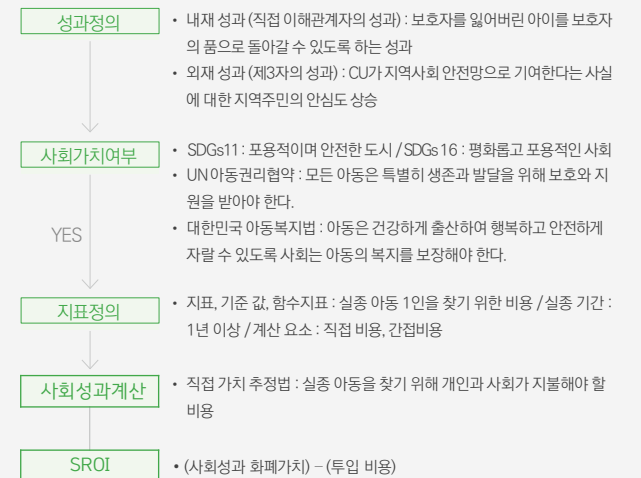 성과정의
• 내재 성과 (직접 이해관계자의 성과) : 보호자를 잃어버린 아이를 보호자
의 품으로 돌아갈 수 있도록 하는 성과
• 외재 성과 (제3자의 성과) : CU가 지역사회 안전망으로 기여한다는 사실
에 대한 지역주민의 안심도 상승
사회가치여부
• SDGs11 : 포용적이며 안전한 도시 / SDGs 16 : 평화롭고 포용적인 사회
• UN 아동권리협약 : 모든 아동은 특별히 생존과 발달을 위해 보호와 지
원을 받아야 한다.
• 대한민국 아동복지법 : 아동은 건강하게 출산하여 행복하고 안전하게
자랄 수 있도록 사회는 아동의 복지를 보장해야 한다.
YES
지표정의
• 지표, 기준 값, 함수지표 : 실종 아동 1인을 찾기 위한 비용 / 실종 기간 :
1년 이상 / 계산 요소 : 직접 비용, 간접비용
사회성과계산
• 직접 가치 추정법 : 실종 아동을 찾기 위해 개인과 사회가 지불해야 할
비용
SROI
• (사회성과 화폐가치) – (투입 비용)